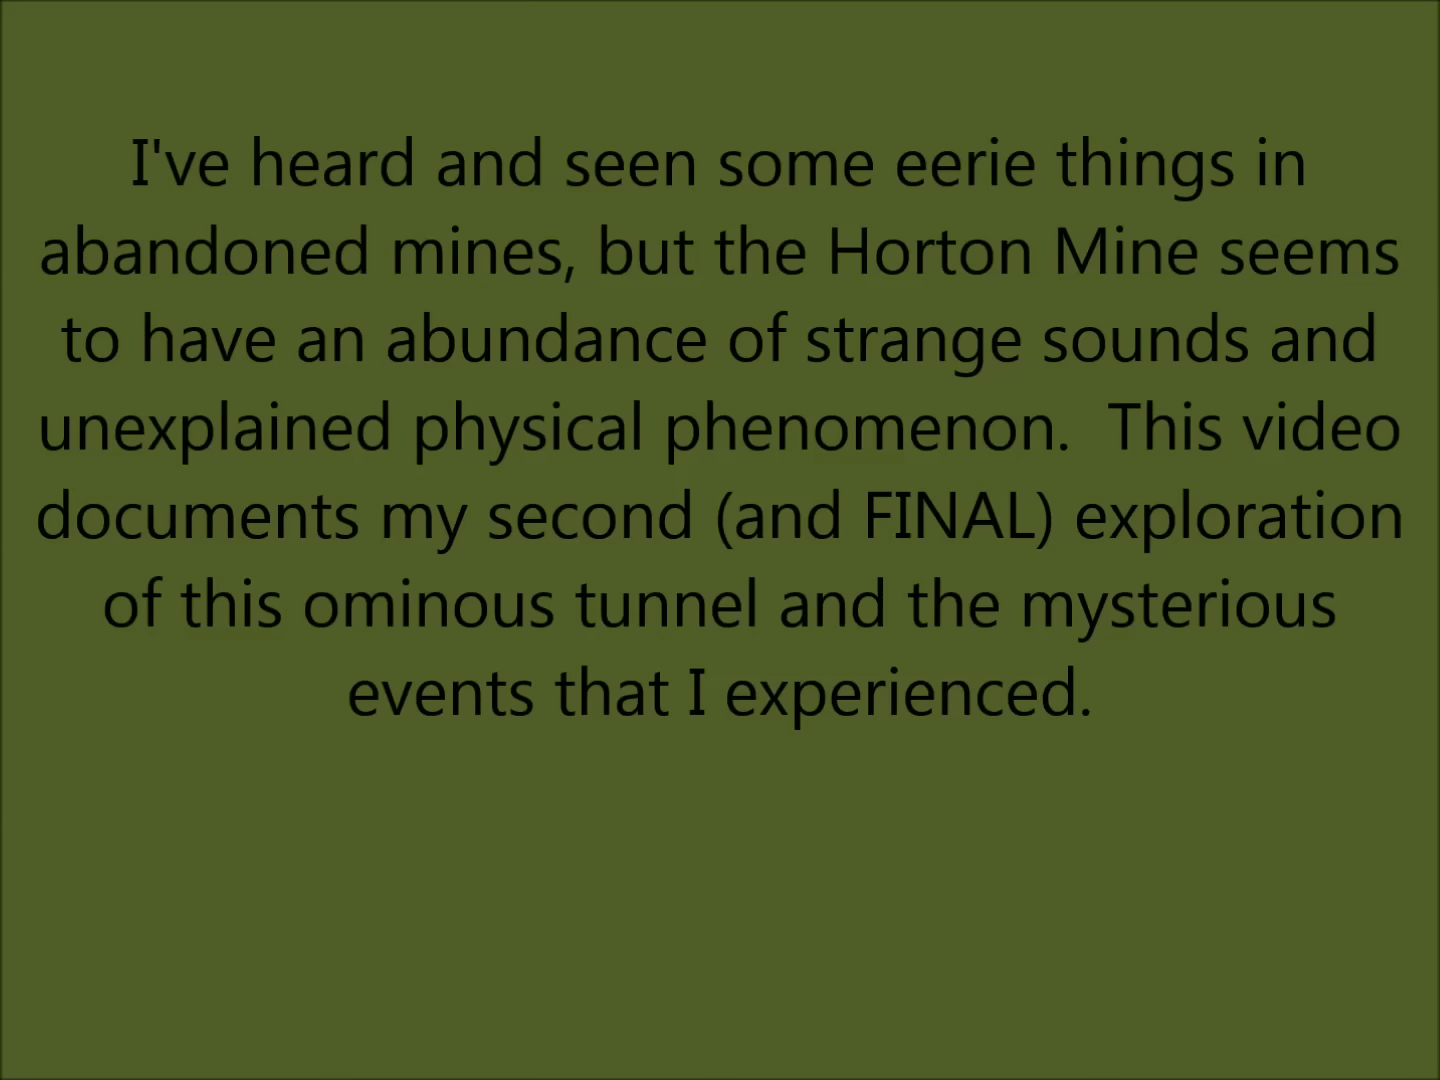 I've heard and seen some eerie things in
abandoned mines, but the Horton Mine seems
to have an abundance of strange sounds and
unexplained physical phenomenon.  This video
documents my second (and FINAL) exploration
of this ominous tunnel and the mysterious
events that I experienced.